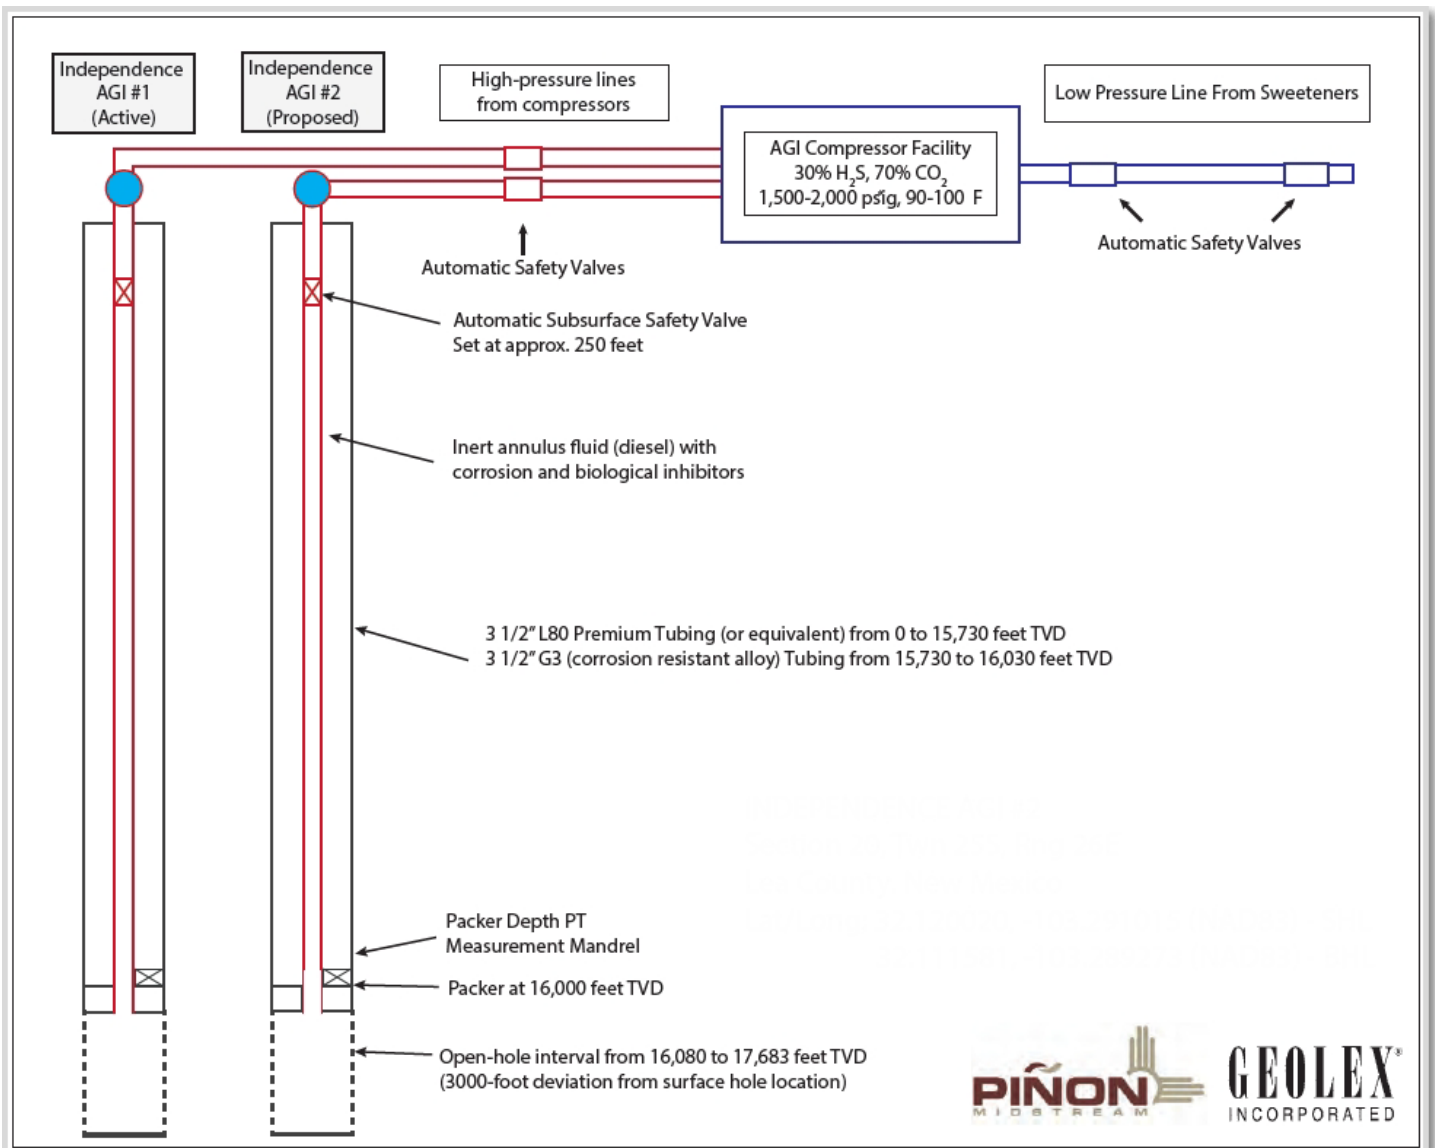 Independence
AGI #1
(Active)
Independence
AGI #2
(Proposed)
High-pressure lines
from compressors
Low Pressure Line From Sweeteners
AGI Compressor Facility
30% H₂S, 70% CO₂
1,500-2,000 psig, 90-100 F
Automatic Safety Valves
Automatic Safety Valves
Automatic Subsurface Safety Valve
Set at approx. 250 feet
Inert annulus fluid (diesel) with
corrosion and biological inhibitors
3 1/2" L80 Premium Tubing (or equivalent) from 0 to 15,730 feet TVD
3 1/2" G3 (corrosion resistant alloy) Tubing from 15,730 to 16,030 feet TVD
Packer Depth PT
Measurement Mandrel
Packer at 16,000 feet TVD
Open-hole interval from 16,080 to 17,683 feet TVD
(3000-foot deviation from surface hole location)
PIÑON
MIDSTREAM
GEOLEX®
INCORPORATED